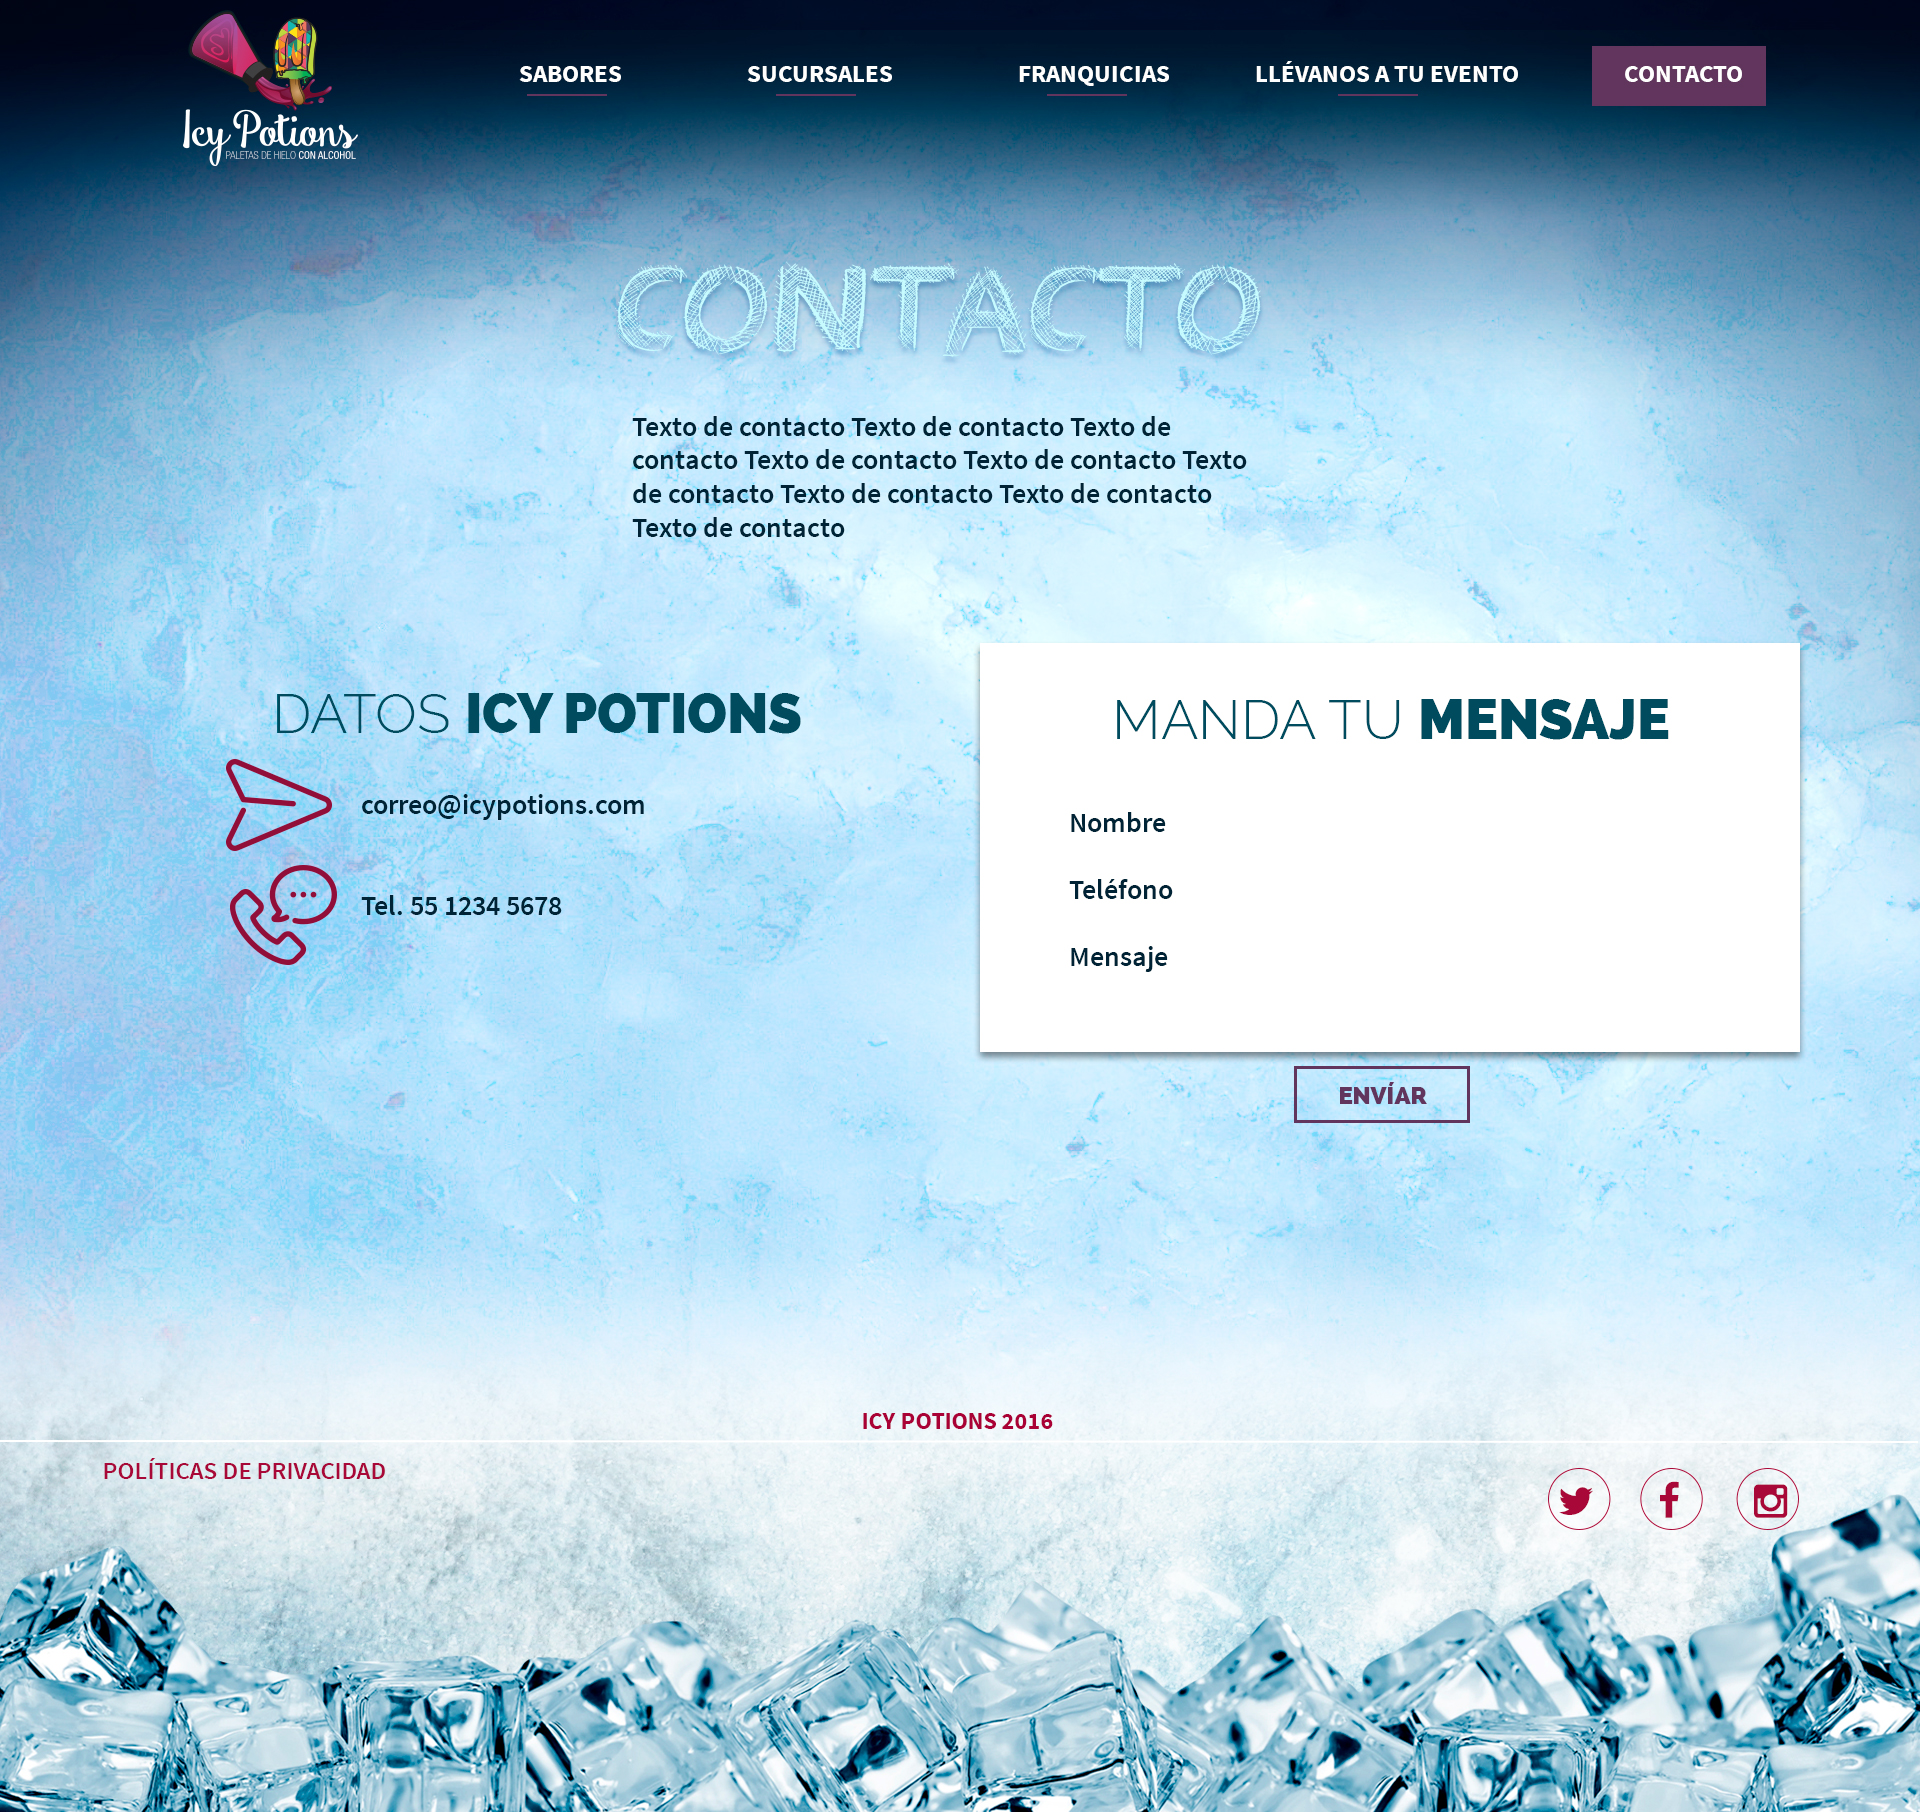 SABORES
SUCURSALES
FRANQUICIAS
LLÉVANOS A TU EVENTO
CONTACTO
Icy Potions
PALETAS DE HIELO CON ALCOHOL
CONTACTO
Texto de contacto Texto de contacto Texto de
contacto Texto de contacto Texto de contacto Texto
de contacto Texto de contacto Texto de contacto
Texto de contacto
DATOS ICY POTIONS
correo@icypotions.com
Tel. 55 1234 5678
MANDA TU MENSAJE
Nombre
Teléfono
Mensaje
ENVÍAR
ICY POTIONS 2016
POLÍTICAS DE PRIVACIDAD